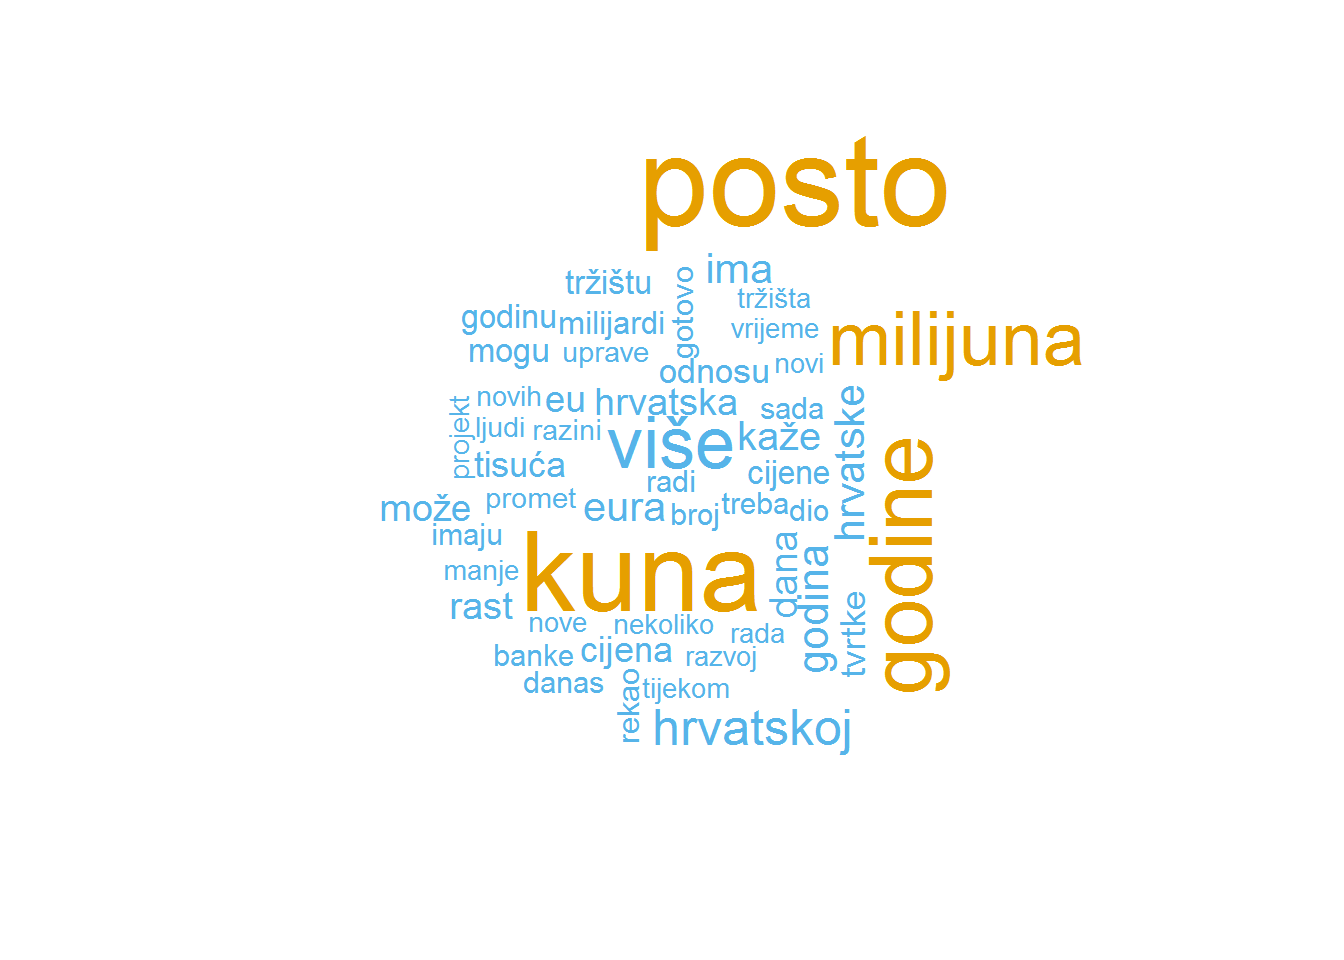 posto
ima
tržištu
gotovo
tržišta
godinu
milijardi
vrijeme
milijuna
mogu
uprave
odnosu
novi
projekt
novih
eu
hrvatska
sada
hrvatske
ljudi
razini
više
kaže
godine
tisuća
radi
cijene
može
promet
eura
broj
treba
dio
imaju
kuna
dana
godina
manje
rast
tvrtke
nove
nekoliko
rada
banke
cijena
razvoj
danas
rekao
tijekom
hrvatskoj